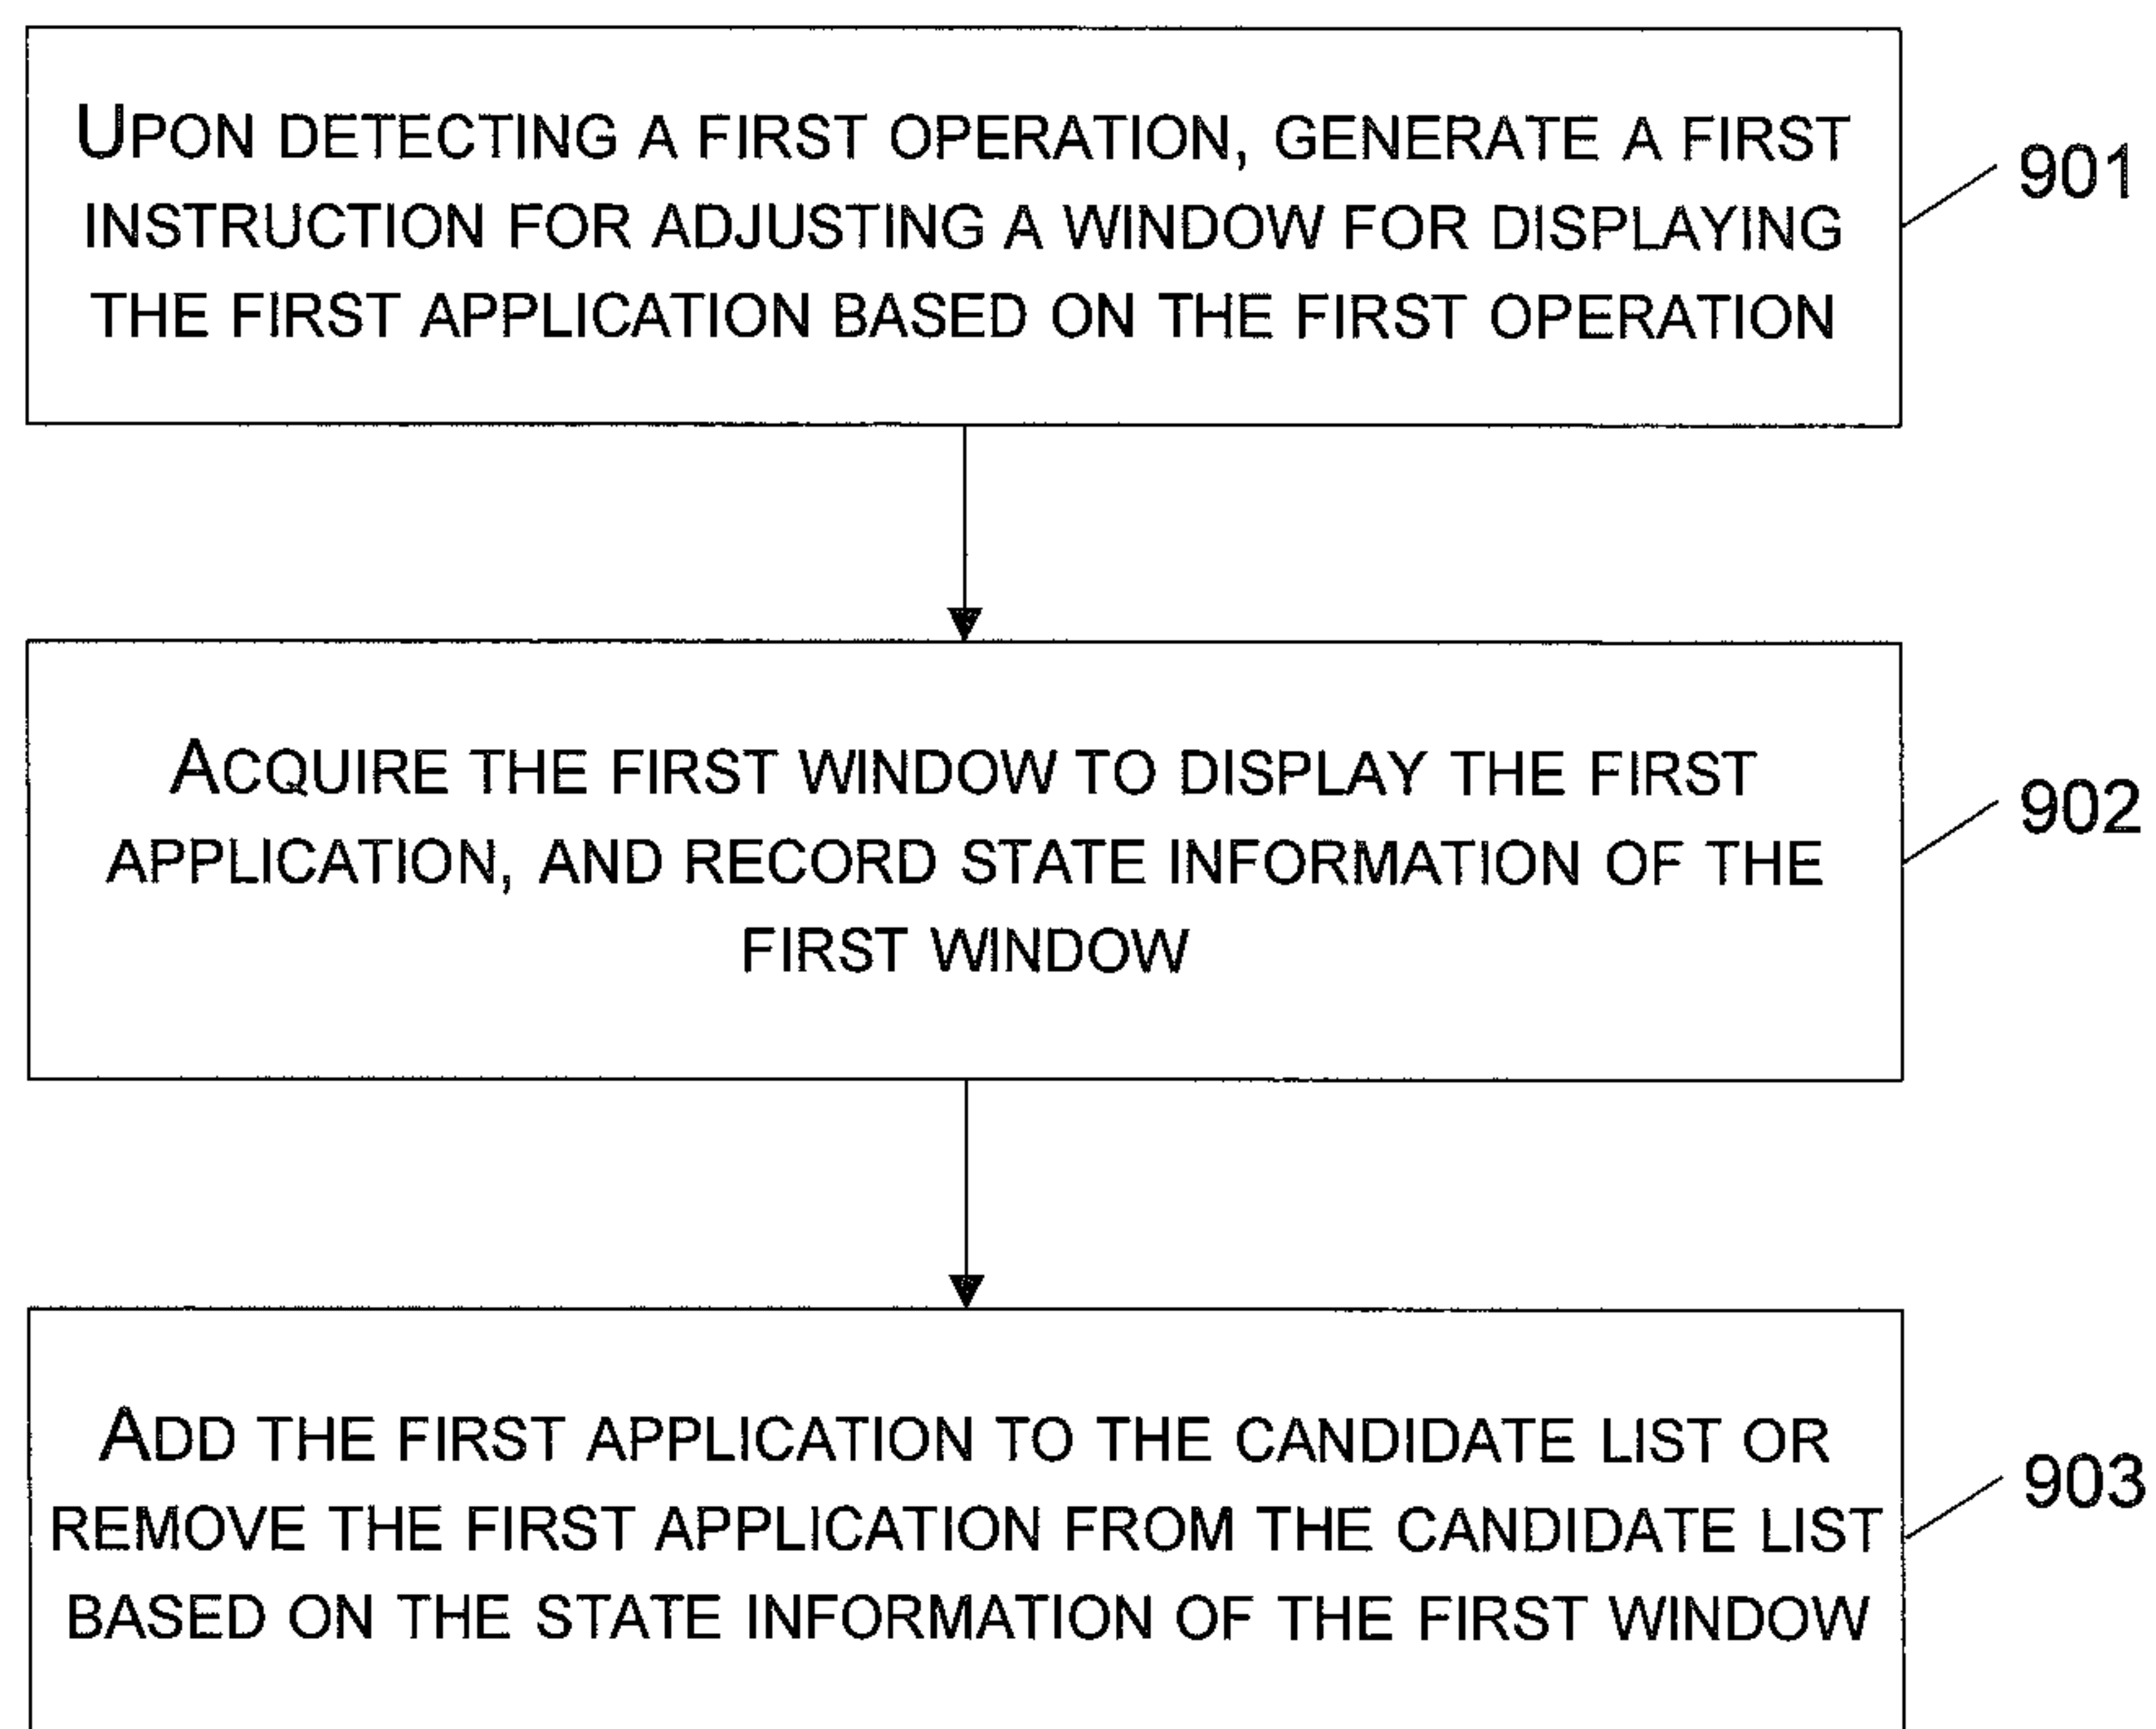 UPON DETECTING A FIRST OPERATION, GENERATE A FIRST
INSTRUCTION FOR ADJUSTING A WINDOW FOR DISPLAYING
THE FIRST APPLICATION BASED ON THE FIRST OPERATION
901
ACQUIRE THE FIRST WINDOW TO DISPLAY THE FIRST
APPLICATION, AND RECORD STATE INFORMATION OF THE
FIRST WINDOW
902
ADD THE FIRST APPLICATION TO THE CANDIDATE LIST OR
REMOVE THE FIRST APPLICATION FROM THE CANDIDATE LIST
BASED ON THE STATE INFORMATION OF THE FIRST WINDOW
903